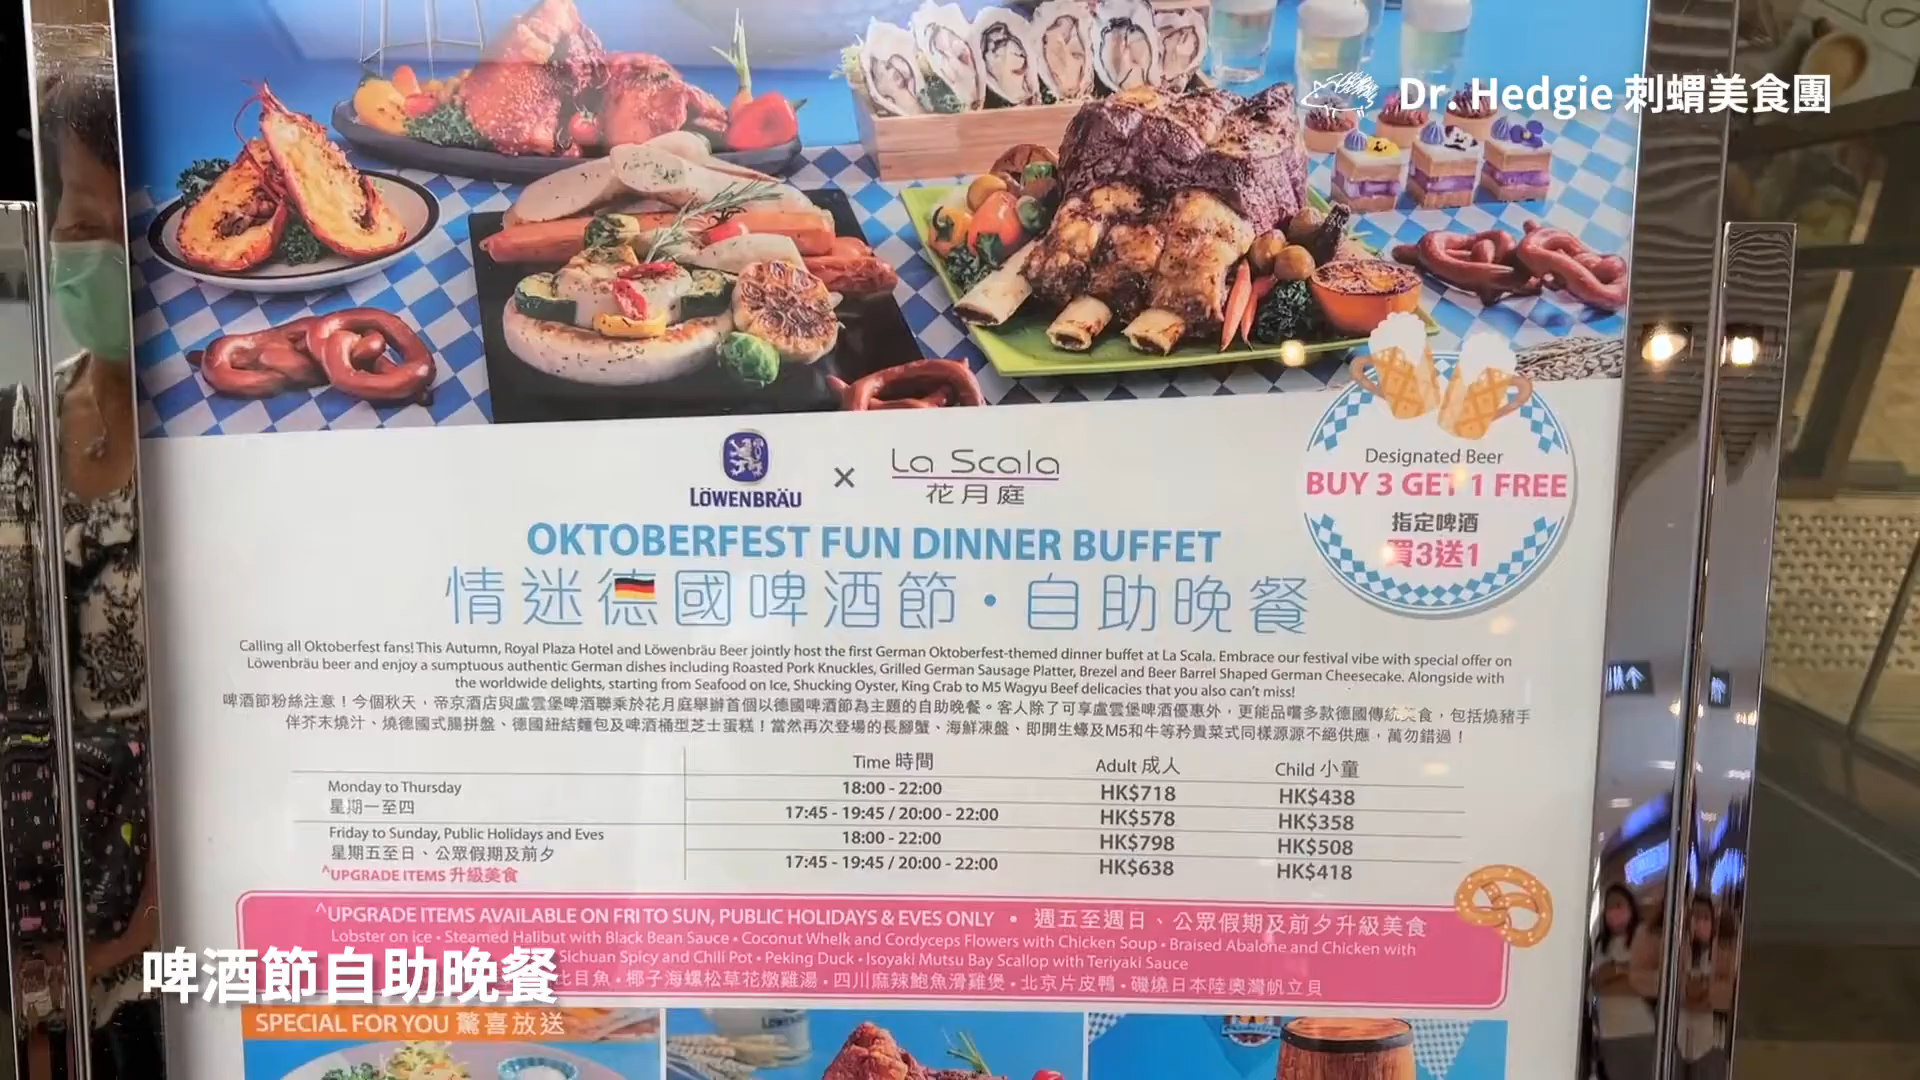 Dr. Hedgie 刺蝟美食團
LÖWENBRÄU
×
La Scala
花月庭
Designated Beer
BUY 3 GET 1 FREE
指定啤酒
買3送1
OKTOBERFEST FUN DINNER BUFFET
情迷德國啤酒節・自助晚餐
Calling all Oktoberfest fans! This Autumn, Royal Plaza Hotel and Löwenbräu Beer jointly host the first German Oktoberfest-themed dinner buffet at La Scala. Embrace our festival vibe with special offer on
Löwenbräu beer and enjoy a sumptuous authentic German dishes including Roasted Pork Knuckles, Grilled German Sausage Platter, Brezel and Beer Barrel Shaped German Cheesecake. Alongside with
the worldwide delights, starting from Seafood on Ice, Shucking Oyster, King Crab to M5 Wagyu Beef delicacies that you also can't miss!
啤酒節粉絲注意！今個秋天，帝京酒店與盧雲堡啤酒聯乘於花月庭舉辦首個以德國啤酒節為主題的自助晚餐。客人除了可享盧雲堡啤酒優惠外，更能品嚐多款德國傳統美食，包括燒豬手
伴芥末燒汁、燒德國式腸拼盤、德國紐結麵包及啤酒桶型芝士蛋糕！當然再次登場的長腳蟹、海鮮凍盤、即開生蠔及M5和牛等矜貴菜式同樣源源不絕供應，萬勿錯過！
Time 時間 Adult 成人 Child 小童
Monday to Thursday
星期一至四
18:00 - 22:00 HK$718 HK$438
17:45 - 19:45 / 20:00 - 22:00 HK$578 HK$358
Friday to Sunday, Public Holidays and Eves
星期五至日、公眾假期及前夕
^UPGRADE ITEMS 升級美食
18:00 - 22:00 HK$798 HK$508
17:45 - 19:45 / 20:00 - 22:00 HK$638 HK$418
^UPGRADE ITEMS AVAILABLE ON FRI TO SUN, PUBLIC HOLIDAYS & EVES ONLY • 週五至週日、公眾假期及前夕升級美食
Lobster on ice • Steamed Halibut with Black Bean Sauce • Coconut Whelk and Cordyceps Flowers with Chicken Soup • Braised Abalone and Chicken with
Sichuan Spicy and Chili Pot • Peking Duck • Isoyaki Mutsu Bay Scallop with Teriyaki Sauce
比目魚 • 椰子海螺松草花燉雞湯 • 四川麻辣鮑魚滑雞煲 • 北京片皮鴨 • 磯燒日本陸奧灣帆立貝
啤酒節自助晚餐
SPECIAL FOR YOU 驚喜放送